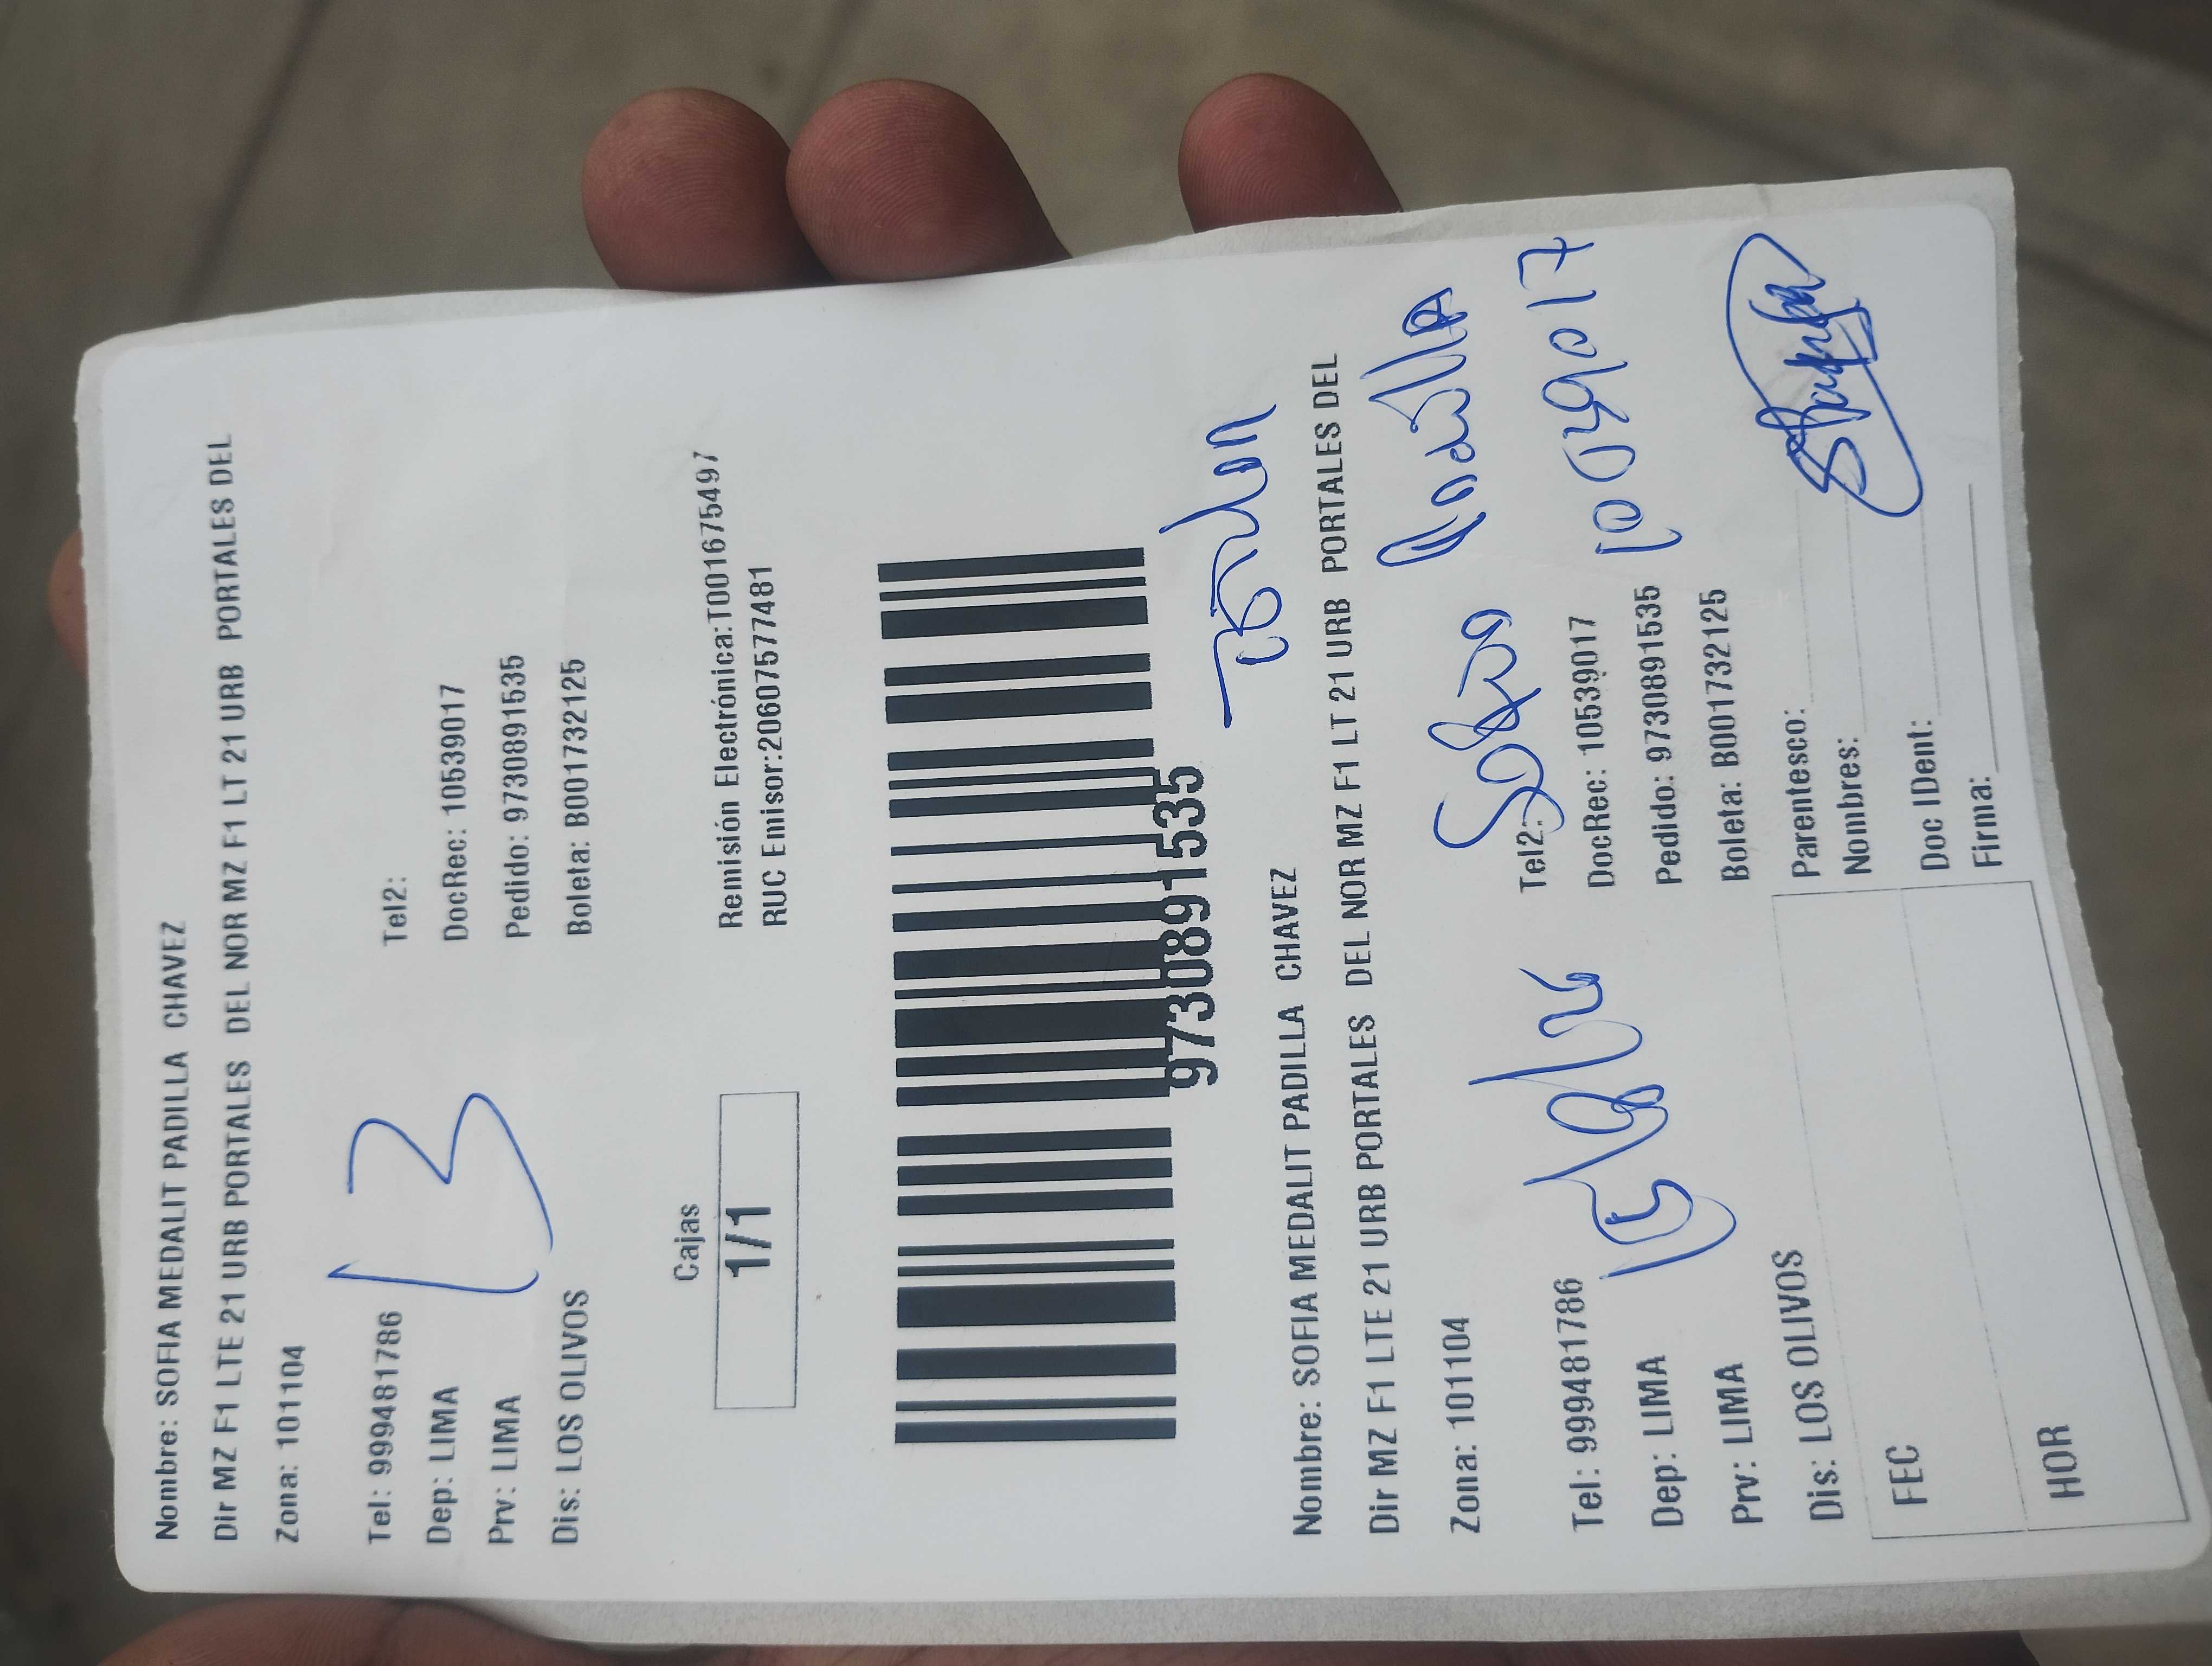 Nombre: SOFIA MEDALIT PADILLA CHAVEZ
Dir MZ F1 LTE 21 URB PORTALES DEL NOR MZ F1 LT 21 URB PORTALES DEL
Zona: 101104
Tel: 999481786 Tel2:
Dep: LIMA DocRec: 10539017
Prv: LIMA Pedido: 9730891535
Dis: LOS OLIVOS Boleta: B001732125
13
Cajas
1/1
Remisión Electrónica:T00167675497
RUC Emisor:20607577481
9730891535
Nombre: SOFIA MEDALIT PADILLA CHAVEZ
Dir MZ F1 LTE 21 URB PORTALES DEL NOR MZ F1 LT 21 URB PORTALES DEL
Zona: 101104
Sofia Padilla
Tel: 999481786 Tel2:
Dep: LIMA DocRec: 10539017
10539017
Prv: LIMA Pedido: 9730891535
Dis: LOS OLIVOS Boleta: B001732125
FEC
HOR
Parentesco:
Nombres:
Doc IDent:
Firma: